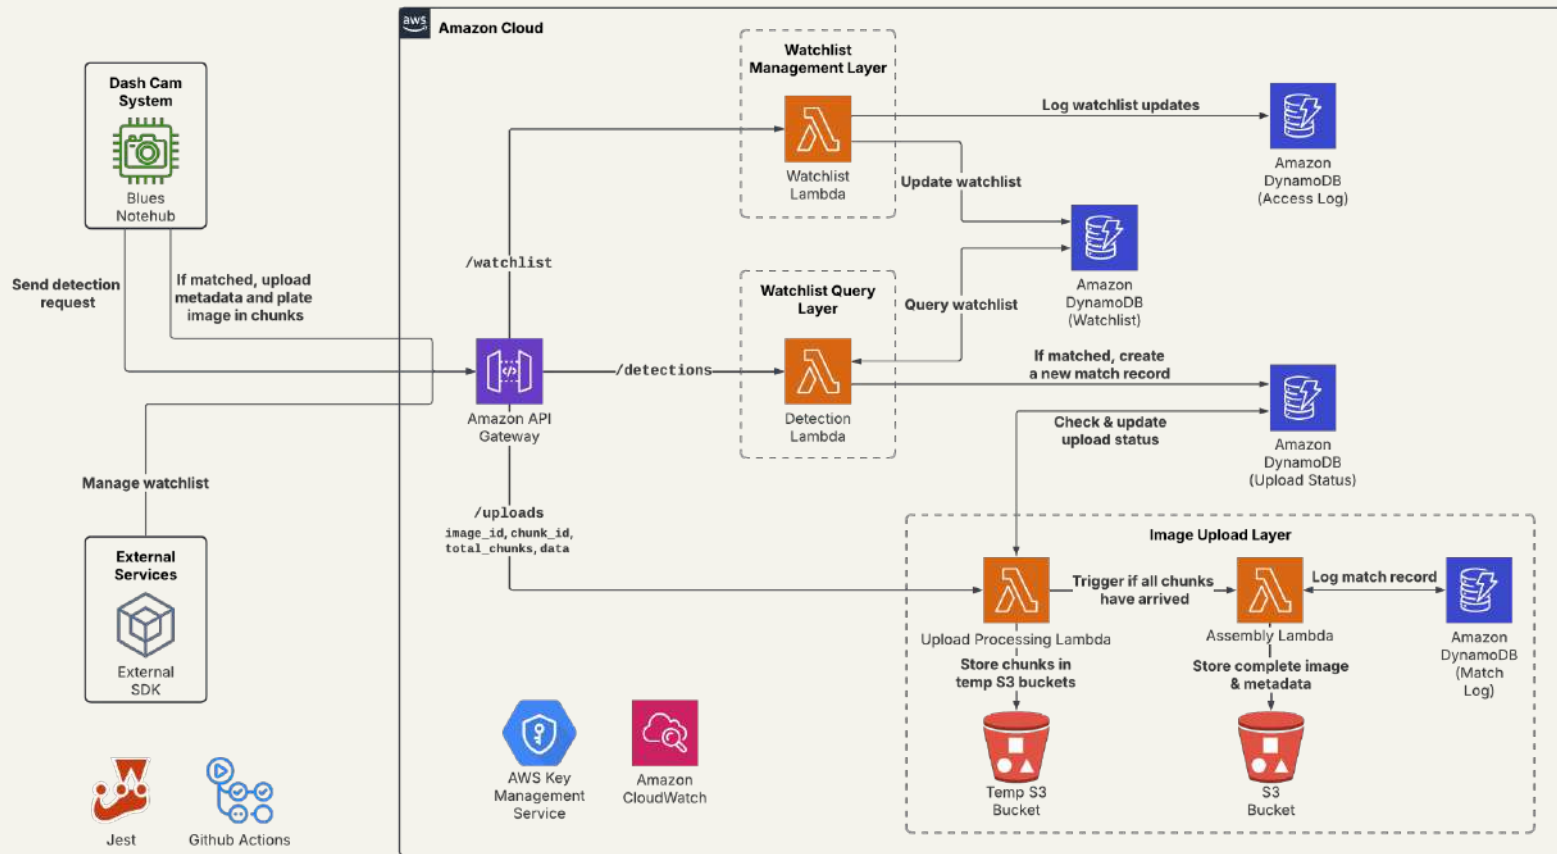 aws
Amazon Cloud
Dash Cam
System
Blues
Notehub
Send detection
request
If matched, upload
metadata and plate
image in chunks
Manage watchlist
External
Services
External
SDK
Jest
Github Actions
Amazon API
Gateway
/watchlist
/detections
/uploads
image_id, chunk_id,
total_chunks, data
Watchlist
Management Layer
Watchlist
Lambda
Log watchlist updates
Amazon
DynamoDB
(Access Log)
Update watchlist
Amazon
DynamoDB
(Watchlist)
Query watchlist
Watchlist Query
Layer
Detection
Lambda
If matched, create
a new match record
Check & update
upload status
Amazon
DynamoDB
(Upload Status)
Image Upload Layer
Upload Processing Lambda
Trigger if all chunks
have arrived
Assembly Lambda
Log match record
Amazon
DynamoDB
(Match
Log)
Store chunks in
temp S3 buckets
Store complete image
& metadata
Temp S3
Bucket
S3
Bucket
AWS Key
Management
Service
Amazon
CloudWatch